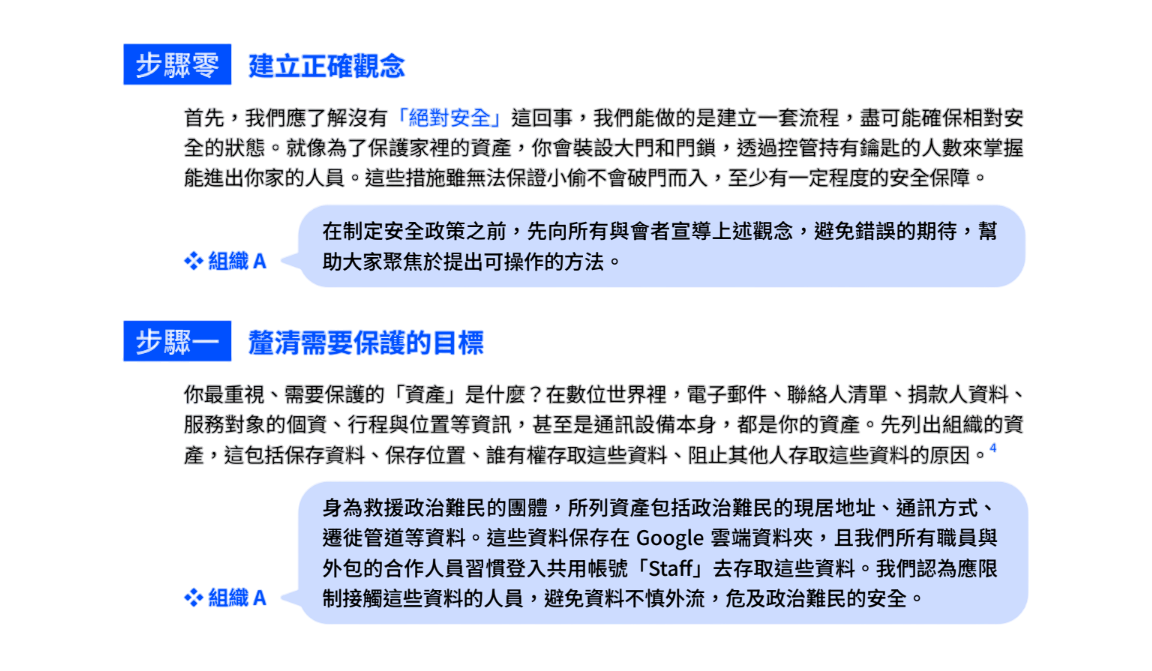 步驟零 建立正確觀念
首先，我們應了解沒有「絕對安全」這回事，我們能做的是建立一套流程，盡可能確保相對安
全的狀態。就像為了保護家裡的資產，你會裝設大門和門鎖，透過控管持有鑰匙的人數來掌握
能進出你家的人員。這些措施雖無法保證小偷不會破門而入，至少有一定程度的安全保障。
在制定安全政策之前，先向所有與會者宣導上述觀念，避免錯誤的期待，幫
助大家聚焦於提出可操作的方法。
❖ 組織 A
步驟一 釐清需要保護的目標
你最重視、需要保護的「資產」是什麼？在數位世界裡，電子郵件、聯絡人清單、捐款人資料、
服務對象的個資、行程與位置等資訊，甚至是通訊設備本身，都是你的資產。先列出組織的資
產，這包括保存資料、保存位置、誰有權存取這些資料、阻止其他人存取這些資料的原因。4
身為救援政治難民的團體，所列資產包括政治難民的現居地址、通訊方式、
遷徙管道等資料。這些資料保存在 Google 雲端資料夾，且我們所有職員與
外包的合作人員習慣登入共用帳號「Staff」去存取這些資料。我們認為應限
制接觸這些資料的人員，避免資料不慎外流，危及政治難民的安全。
❖ 組織 A